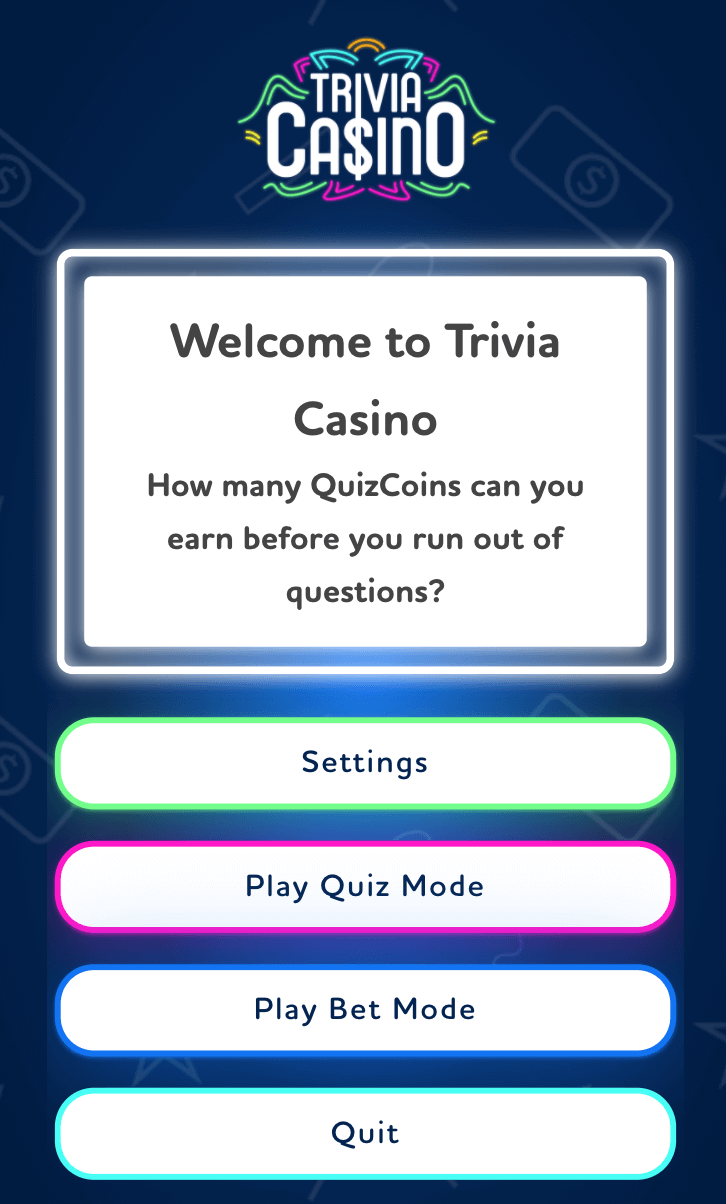 TRIVIA
CA$INO
Welcome to Trivia
Casino
How many QuizCoins can you
earn before you run out of
questions?
Settings
Play Quiz Mode
Play Bet Mode
Quit